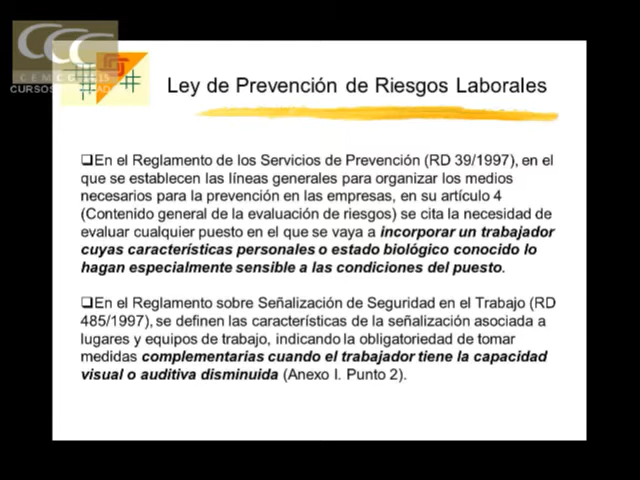 CCC
CEMCO 15
CURSOS
Ley de Prevención de Riesgos Laborales
❑En el Reglamento de los Servicios de Prevención (RD 39/1997), en el
que se establecen las líneas generales para organizar los medios
necesarios para la prevención en las empresas, en su artículo 4
(Contenido general de la evaluación de riesgos) se cita la necesidad de
evaluar cualquier puesto en el que se vaya a incorporar un trabajador
cuyas características personales o estado biológico conocido lo
hagan especialmente sensible a las condiciones del puesto.
❑En el Reglamento sobre Señalización de Seguridad en el Trabajo (RD
485/1997), se definen las características de la señalización asociada a
lugares y equipos de trabajo, indicando la obligatoriedad de tomar
medidas complementarias cuando el trabajador tiene la capacidad
visual o auditiva disminuida (Anexo I. Punto 2).